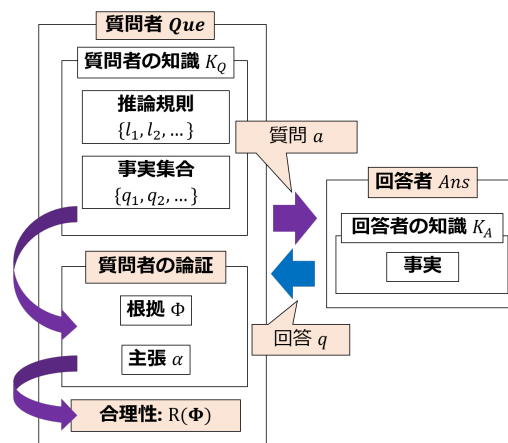 質問者 Que
質問者の知識 K_Q
推論規則
{l_1, l_2, … }
事実集合
{q_1, q_2, … }
質問 a
回答者 Ans
回答者の知識 K_A
事実
質問者の論証
根拠 Φ
主張 α
回答 q
合理性: R(Φ)